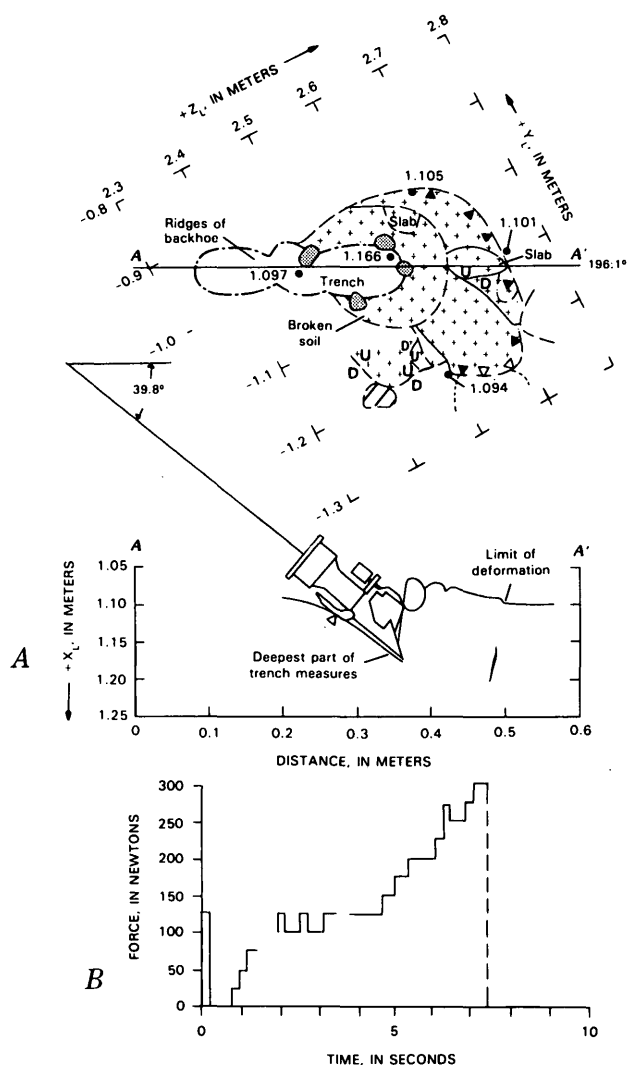 +Z_L, IN METERS
2.3
2.4
2.5
2.6
2.7
2.8
+Y_L, IN METERS
-0.8
-0.9
-1.0
-1.1
-1.2
-1.3
1.105
1.101
Slab
Ridges of
backhoe
A
1.166
Slab
A'
196.1°
1.097
Trench
U
D
Broken
soil
U
D
D'
U'
U
D
1.094
39.8°
A
A'
Limit of
deformation
Deepest part of
trench measures
A
+X_L, IN METERS
1.05
1.10
1.15
1.20
1.25
0
0.1
0.2
0.3
0.4
0.5
0.6
DISTANCE, IN METERS
B
FORCE, IN NEWTONS
300
250
200
150
100
50
0
0
5
10
TIME, IN SECONDS